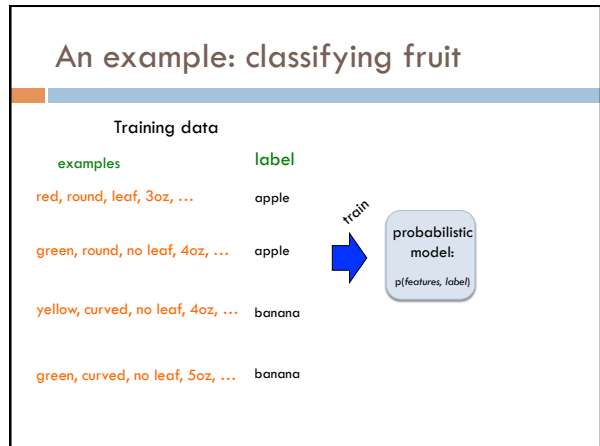 An example: classifying fruit
Training data
examples label
red, round, leaf, 3oz, … apple
green, round, no leaf, 4oz, … apple
yellow, curved, no leaf, 4oz, … banana
green, curved, no leaf, 5oz, … banana
train
probabilistic
model:
p(features, label)